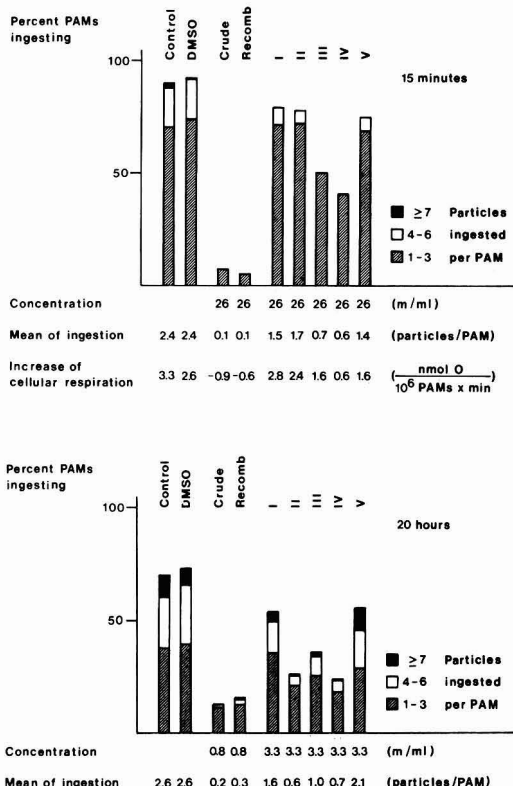 Percent PAMs
ingesting
Control
DMSO
Crude
Recomb
I
II
III
IV
V
15 minutes
100
50
≥7 Particles
4-6 ingested
1-3 per PAM
Concentration 26 26 26 26 26 26 26 (m/ml)
Mean of ingestion 2.4 2.4 0.1 0.1 1.5 1.7 0.7 0.6 1.4 (particles/PAM)
Increase of
cellular respiration 3.3 2.6 -0.9 -0.6 2.8 2.4 1.6 0.6 1.6 (nmol O / 10⁶ PAMs x min)
Percent PAMs
ingesting
Control
DMSO
Crude
Recomb
I
II
III
IV
V
20 hours
100
50
≥7 Particles
4-6 ingested
1-3 per PAM
Concentration 0.8 0.8 3.3 3.3 3.3 3.3 3.3 (m/ml)
Mean of ingestion 2.6 2.6 0.2 0.3 1.6 0.6 1.0 0.7 2.1 (particles/PAM)